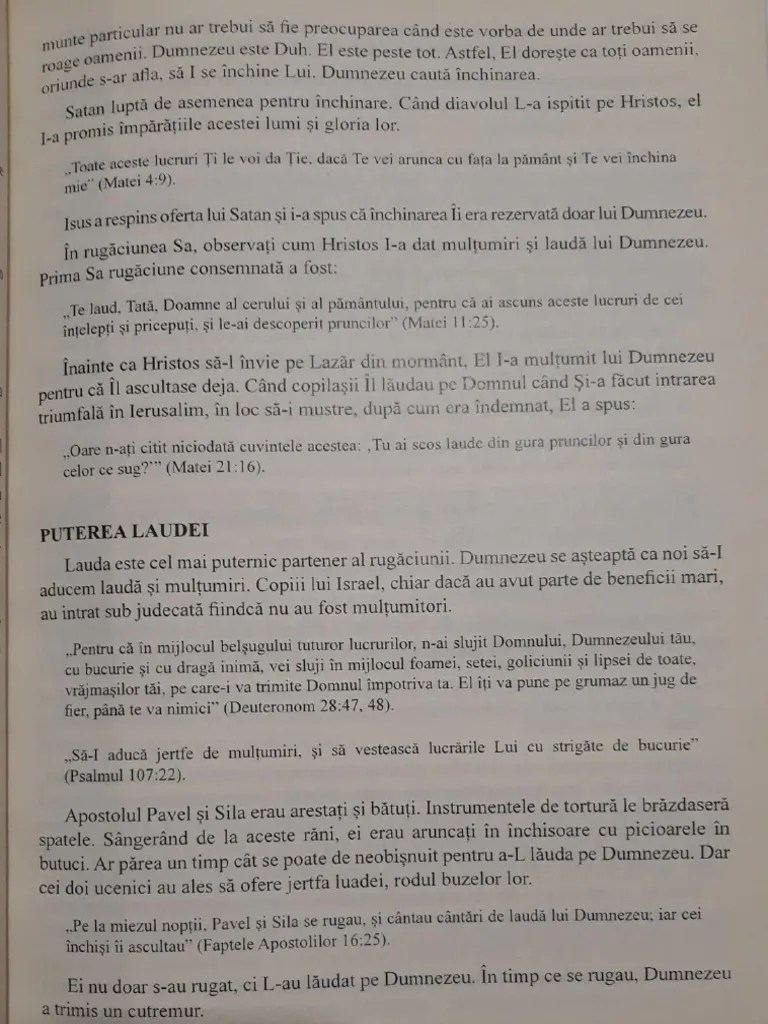 munte particular nu ar trebui să fie preocuparea când este vorba de unde ar trebui să se
roage oamenii. Dumnezeu este Duh. El este peste tot. Astfel, El dorește ca toți oamenii,
oriunde s-ar afla, să I se închine Lui. Dumnezeu caută închinarea.
Satan luptă de asemenea pentru închinare. Când diavolul L-a ispitit pe Hristos, el
I-a promis împărățiile acestei lumi și gloria lor.
„Toate aceste lucruri Ți le voi da Ție, dacă Te vei arunca cu fața la pământ și Te vei închina
mie” (Matei 4:9).
Isus a respins oferta lui Satan și i-a spus că închinarea Îi era rezervată doar lui Dumnezeu.
În rugăciunea Sa, observați cum Hristos I-a dat mulțumiri și laudă lui Dumnezeu.
Prima Sa rugăciune consemnată a fost:
„Te laud, Tată, Doamne al cerului și al pământului, pentru că ai ascuns aceste lucruri de cei
înțelepți și pricepuți, și le-ai descoperit pruncilor” (Matei 11:25).
Înainte ca Hristos să-l învie pe Lazăr din mormânt, El I-a mulțumit lui Dumnezeu
pentru că Îl ascultase deja. Când copilașii Îl lăudau pe Domnul când Și-a făcut intrarea
triumfală în Ierusalim, în loc să-i mustre, după cum era îndemnat, El a spus:
„Oare n-ați citit niciodată cuvintele acestea: ‚Tu ai scos laude din gura pruncilor și din gura
celor ce sug?’” (Matei 21:16).
PUTEREA LAUDEI
Lauda este cel mai puternic partener al rugăciunii. Dumnezeu se așteaptă ca noi să-I
aducem laudă și mulțumiri. Copiii lui Israel, chiar dacă au avut parte de beneficii mari,
au intrat sub judecată fiindcă nu au fost mulțumitori.
„Pentru că în mijlocul belșugului tuturor lucrurilor, n-ai slujit Domnului, Dumnezeului tău,
cu bucurie și cu dragă inimă, vei sluji în mijlocul foamei, setei, goliciunii și lipsei de toate,
vrăjmașilor tăi, pe care-i va trimite Domnul împotriva ta. El îți va pune pe grumaz un jug de
fier, până te va nimici” (Deuteronom 28:47, 48).
„Să-I aducă jertfe de mulțumiri, și să vestească lucrările Lui cu strigăte de bucurie”
(Psalmul 107:22).
Apostolul Pavel și Sila erau arestați și bătuți. Instrumentele de tortură le brăzdaseră
spatele. Sângerând de la aceste răni, ei erau aruncați în închisoare cu picioarele în
butuci. Ar părea un timp cât se poate de neobișnuit pentru a-L lăuda pe Dumnezeu. Dar
cei doi ucenici au ales să ofere jertfa luadei, rodul buzelor lor.
„Pe la miezul nopții, Pavel și Sila se rugau, și cântau cântări de laudă lui Dumnezeu; iar cei
închiși îi ascultau” (Faptele Apostolilor 16:25).
Ei nu doar s-au rugat, ci L-au lăudat pe Dumnezeu. În timp ce se rugau, Dumnezeu
a trimis un cutremur.